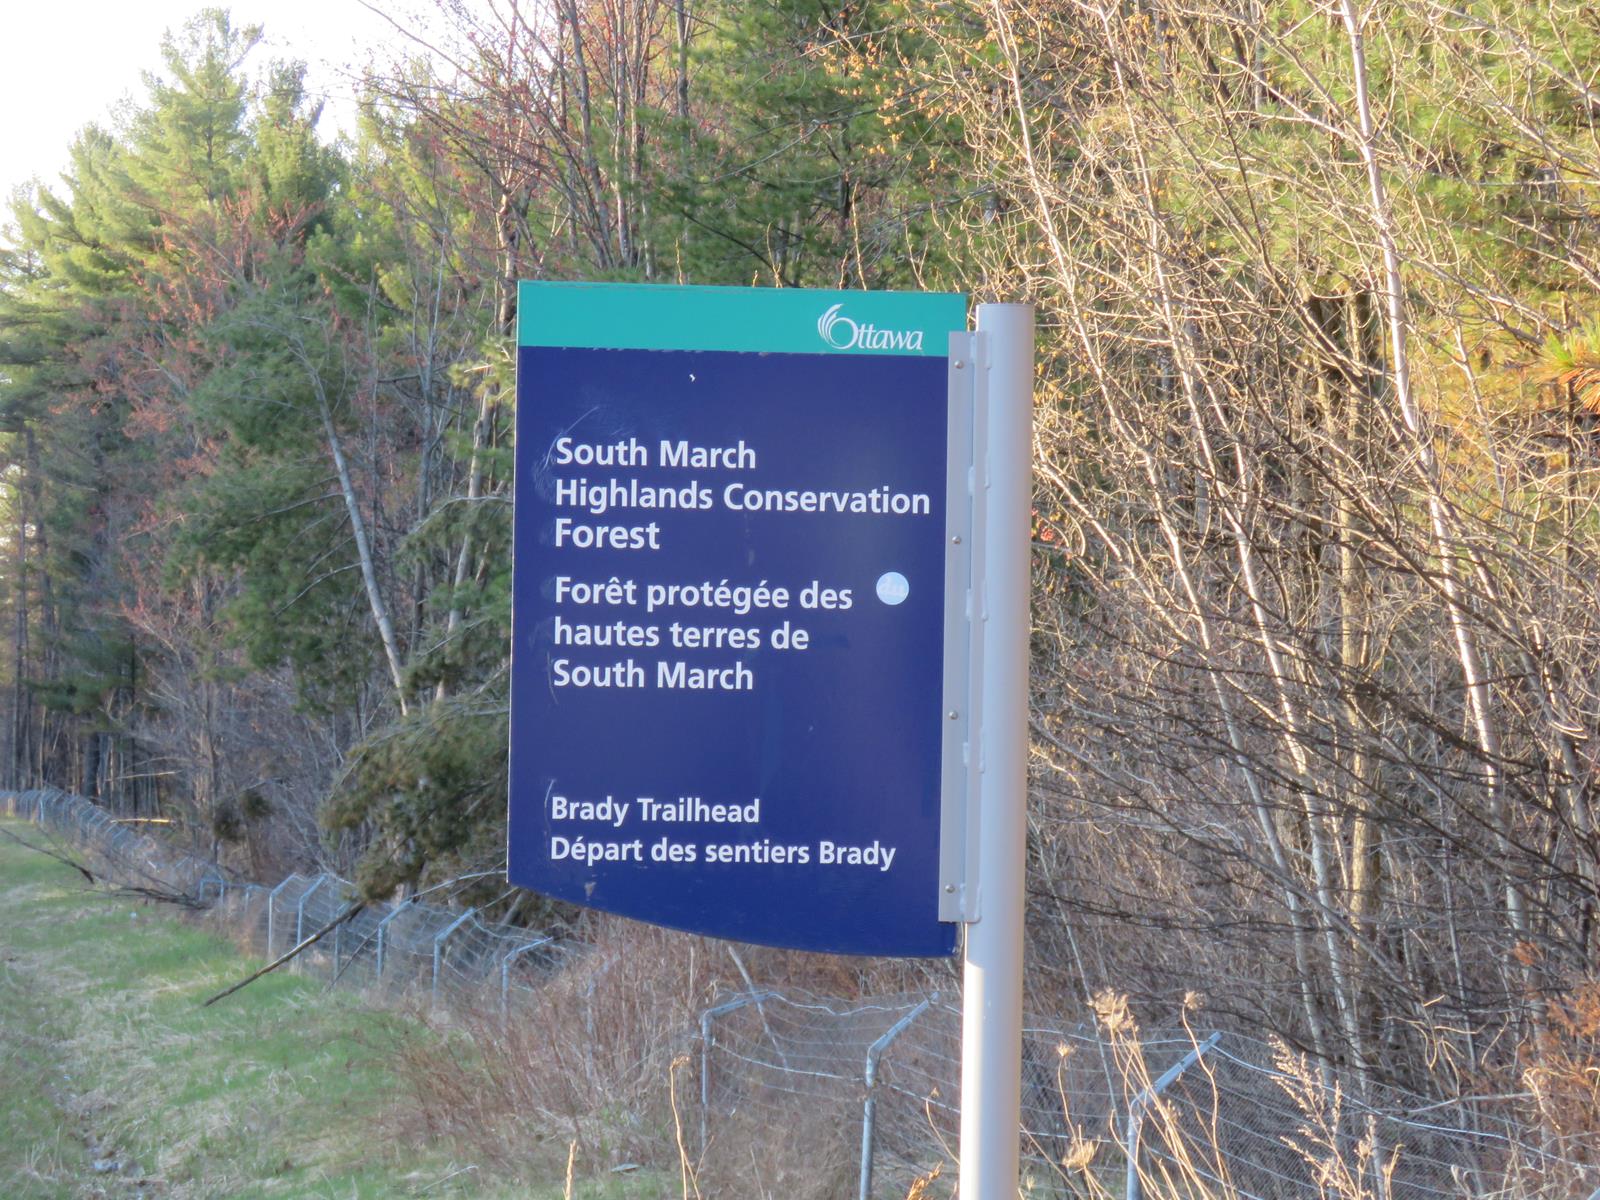 Ottawa
South March
Highlands Conservation
Forest
Forêt protégée des
hautes terres de
South March
Brady Trailhead
Départ des sentiers Brady